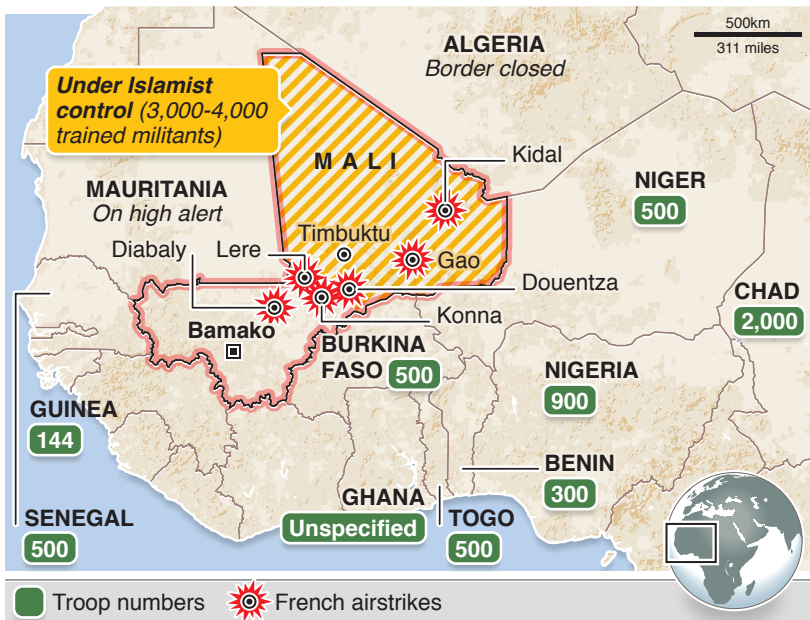 500km
311 miles
ALGERIA
Border closed
Under Islamist
control (3,000-4,000
trained militants)
MALI
Kidal
MAURITANIA
On high alert
NIGER
500
Diabaly
Lere
Timbuktu
Gao
Douentza
Konna
CHAD
2,000
Bamako
BURKINA
FASO 500
NIGERIA
900
GUINEA
144
BENIN
300
GHANA
Unspecified
SENEGAL
500
TOGO
500
Troop numbers
French airstrikes